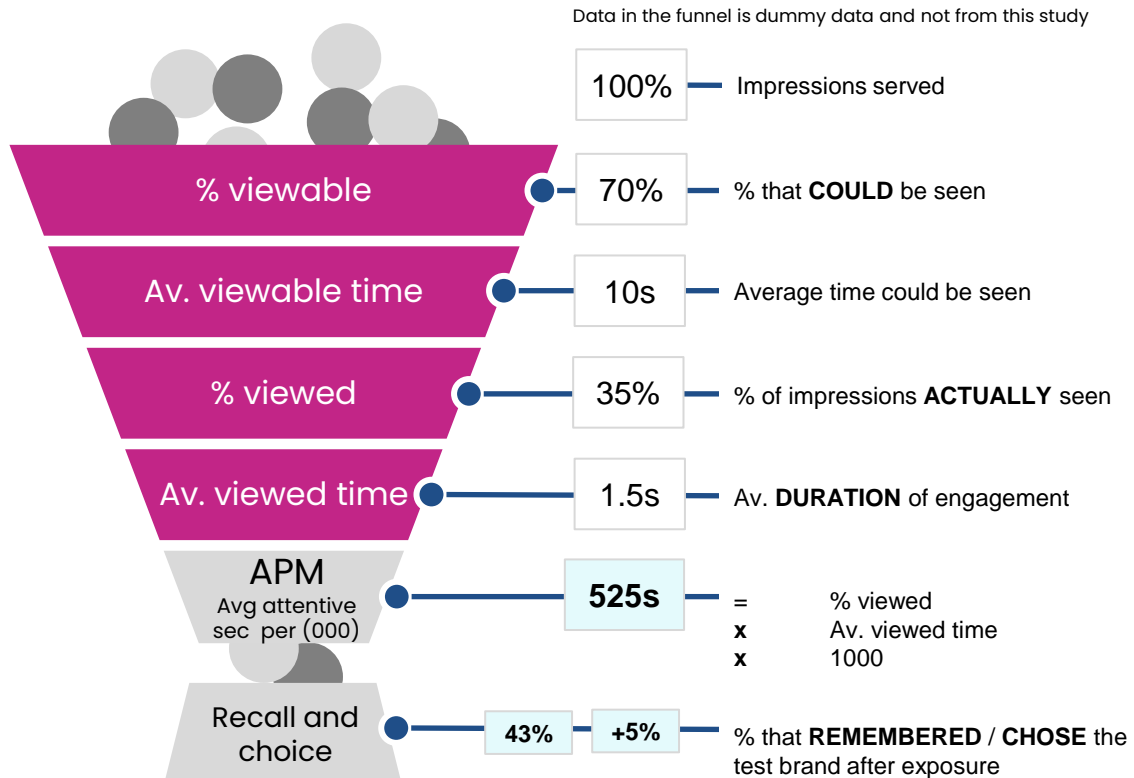 Data in the funnel is dummy data and not from this study
100%
Impressions served
% viewable
70%
% that COULD be seen
Av. viewable time
10s
Average time could be seen
% viewed
35%
% of impressions ACTUALLY seen
Av. viewed time
1.5s
Av. DURATION of engagement
APM
Avg attentive
sec per (000)
525s
= % viewed
x Av. viewed time
x 1000
Recall and
choice
43%
+5%
% that REMEMBERED / CHOSE the
test brand after exposure